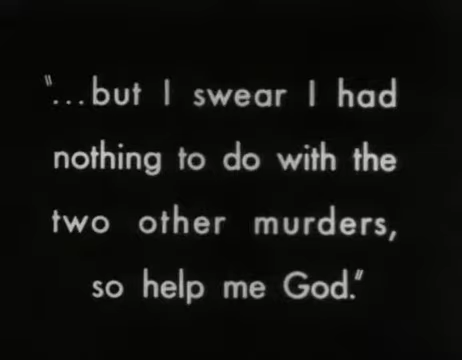 "...but I swear I had
nothing to do with the
two other murders,
so help me God."